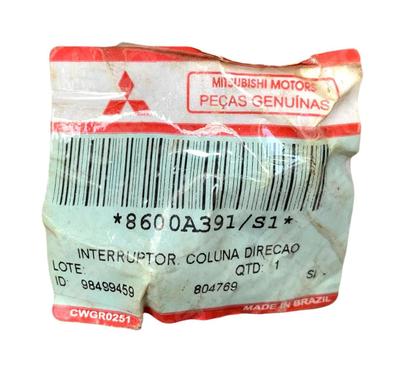 MITSUBISHI MOTORS
PEÇAS GENUÍNAS
*8600A391/S1*
INTERRUPTOR COLUNA DIRECAO
LOTE: QTD: 1
ID: 98499459 804769
CWGR0251 MADE IN BRAZIL